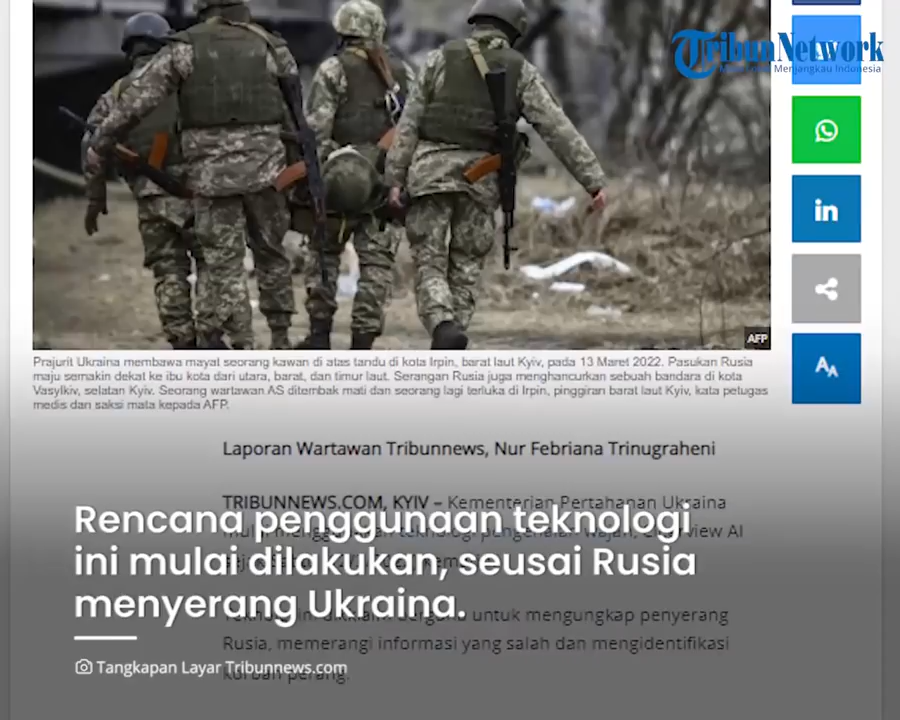 TribunNetwork
Menjangkau Indonesia
in
AFP
AA
Prajurit Ukraina membawa mayat seorang kawan di atas tandu di kota Irpin, barat laut Kyiv, pada 13 Maret 2022. Pasukan Rusia
maju semakin dekat ke ibu kota dari utara, barat, dan timur laut. Serangan Rusia juga menghancurkan sebuah bandara di kota
Vasylkiv, selatan Kyiv. Seorang wartawan AS ditembak mati dan seorang lagi terluka di Irpin, pinggiran barat laut Kyiv, kata petugas
medis dan saksi mata kepada AFP.
Laporan Wartawan Tribunnews, Nur Febriana Trinugraheni
TRIBUNNEWS.COM, KYIV – Kementerian Pertahanan Ukraina
Rencana penggunaan teknologi
ini mulai dilakukan, seusai Rusia
menyerang Ukraina.
untuk mengungkap penyerang
Rusia, memerangi informasi yang salah dan mengidentifikasi
korban perang.
Tangkapan Layar Tribunnews.com